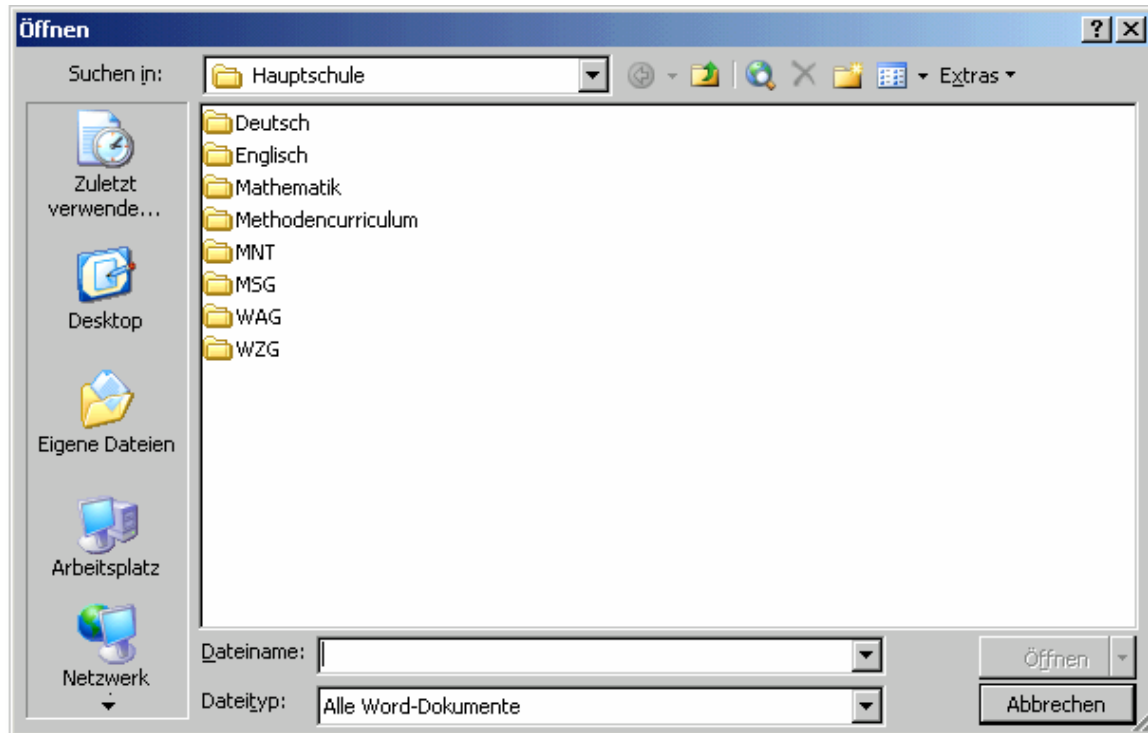 Öffnen
Suchen in:
Hauptschule
Extras
Zuletzt
verwende...
Desktop
Eigene Dateien
Arbeitsplatz
Netzwerk
Deutsch
Englisch
Mathematik
Methodencurriculum
MNT
MSG
WAG
WZG
Dateiname:
Öffnen
Dateityp:
Alle Word-Dokumente
Abbrechen